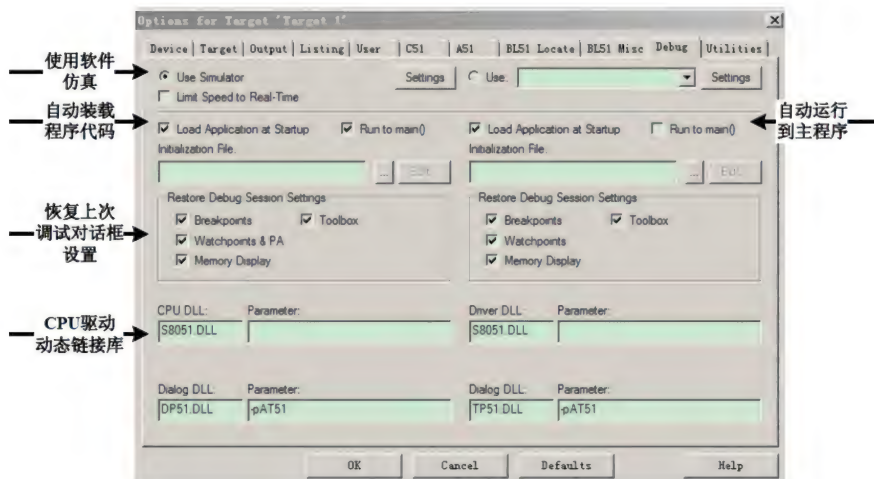 Options for Target 'Target 1'
Device Target Output Listing User C51 A51 BL51 Locate BL51 Misc Debug Utilities
使用软件
仿真
Use Simulator Settings Use: Settings
Limit Speed to Real-Time
自动装载
程序代码
Load Application at Startup Run to main() Load Application at Startup Run to main()
自动运行
到主程序
Initialization File: Initialization File:
... Edit... ... Edit...
Restore Debug Session Settings Restore Debug Session Settings
恢复上次
调试对话框
设置
Breakpoints Toolbox Breakpoints Toolbox
Watchpoints & PA Watchpoints
Memory Display Memory Display
CPU驱动
动态链接库
CPU DLL: Parameter: Driver DLL: Parameter:
S8051.DLL S8051.DLL
Dialog DLL: Parameter: Dialog DLL: Parameter:
DP51.DLL -pAT51 TP51.DLL -pAT51
OK Cancel Defaults Help